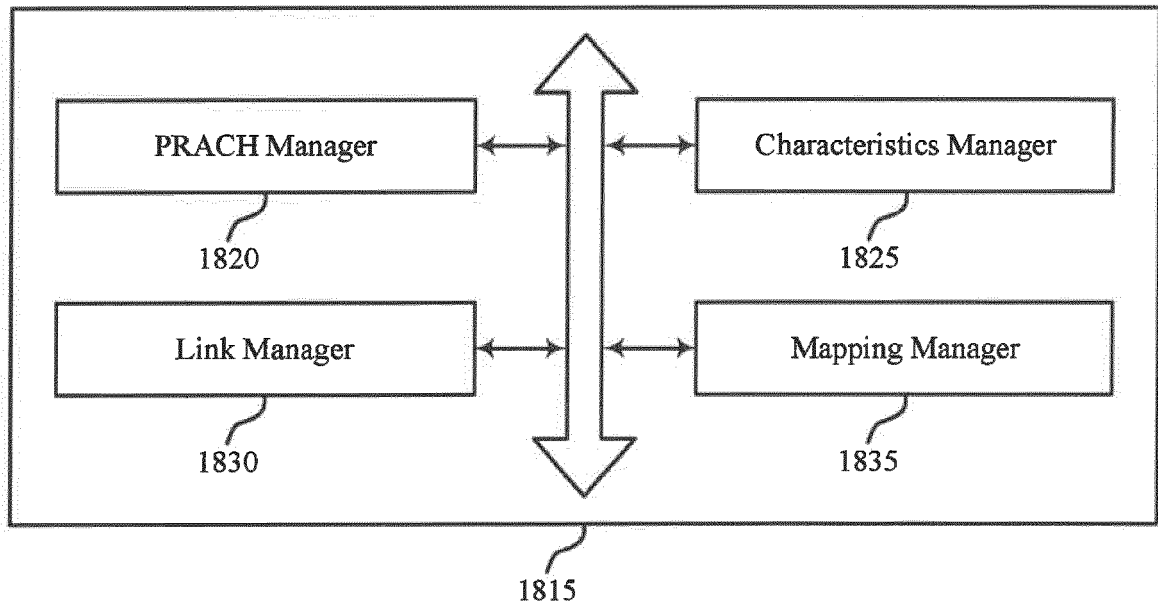 PRACH Manager
Characteristics Manager
1820
1825
Link Manager
Mapping Manager
1830
1835
1815